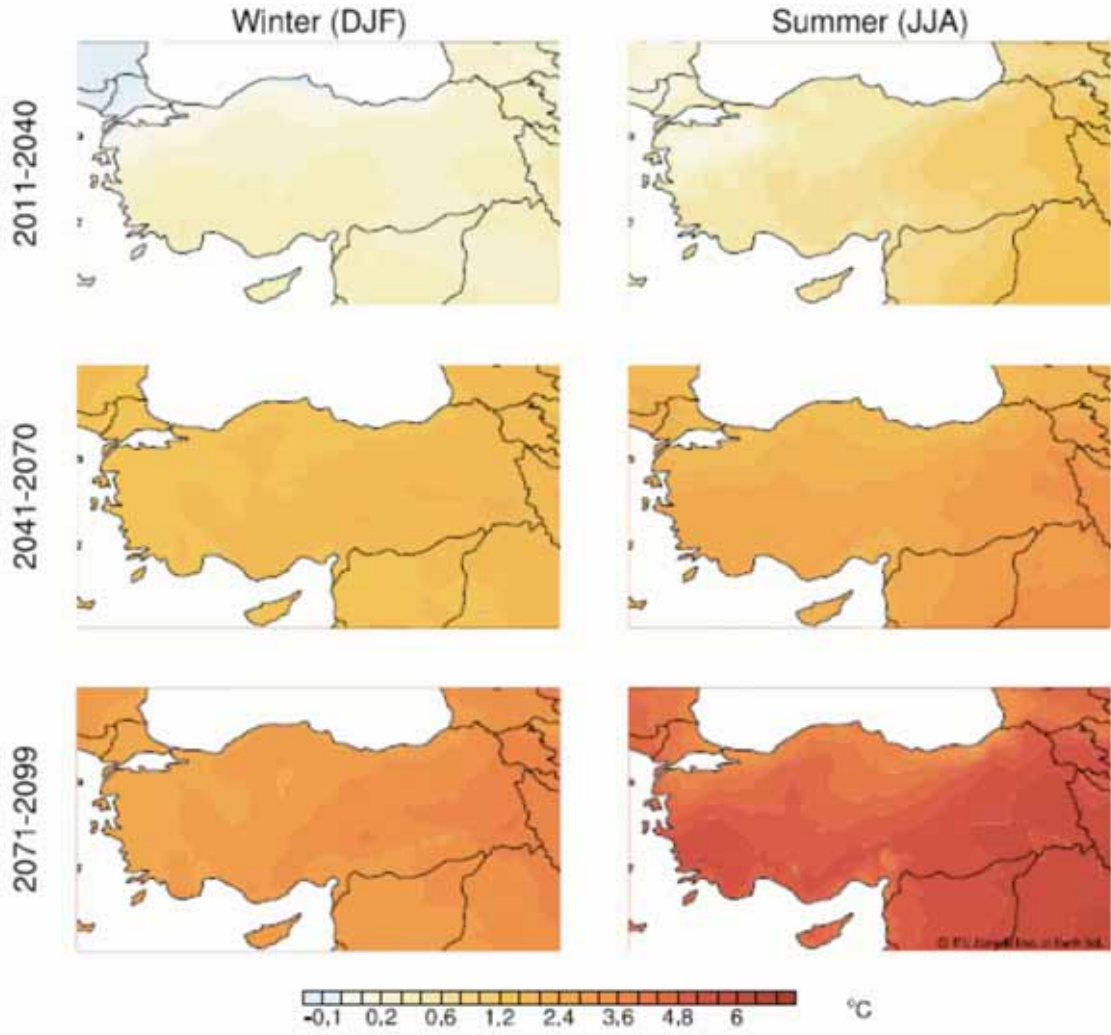 Winter (DJF)
Summer (JJA)
2011-2040
2041-2070
2071-2099
-0,1 0,2 0,6 1,2 2,4 3,6 4,8 6 °C